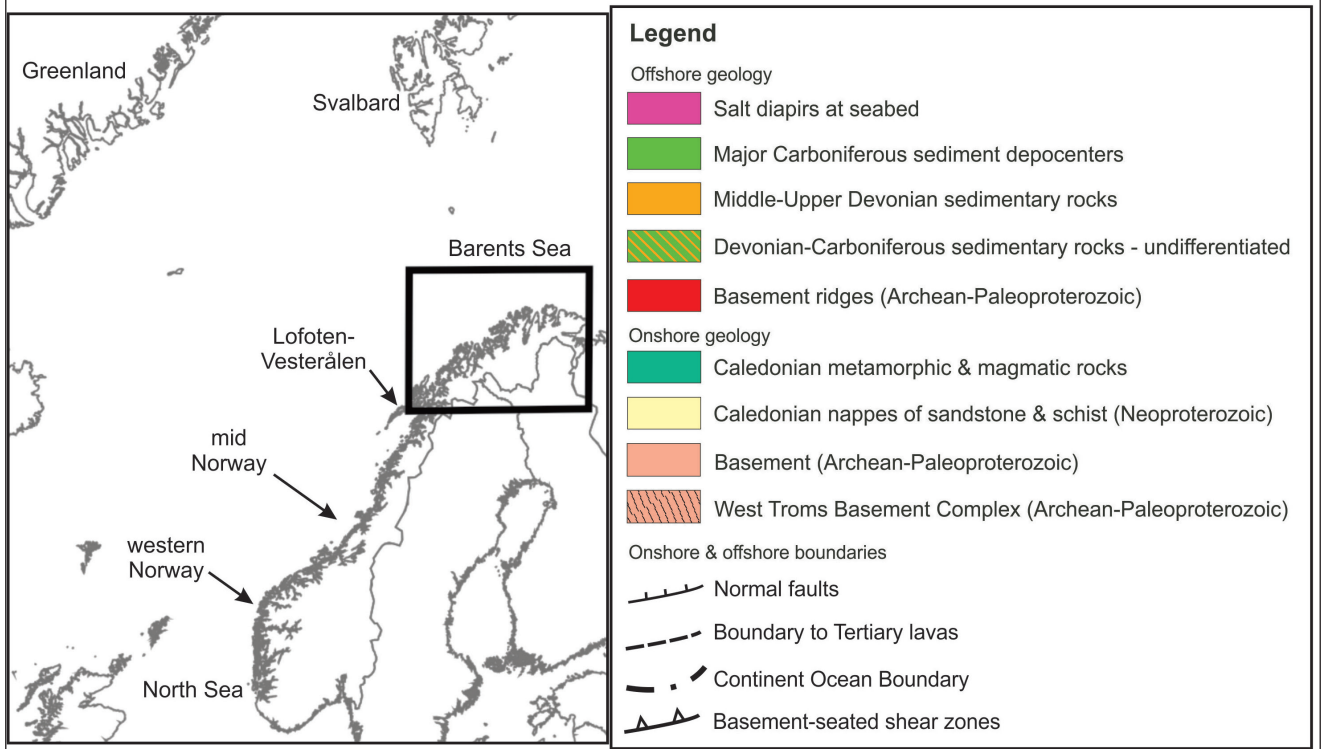 Greenland
Svalbard
Barents Sea
Lofoten-
Vesterålen
mid
Norway
western
Norway
North Sea
Legend
Offshore geology
Salt diapirs at seabed
Major Carboniferous sediment depocenters
Middle-Upper Devonian sedimentary rocks
Devonian-Carboniferous sedimentary rocks - undifferentiated
Basement ridges (Archean-Paleoproterozoic)
Onshore geology
Caledonian metamorphic & magmatic rocks
Caledonian nappes of sandstone & schist (Neoproterozoic)
Basement (Archean-Paleoproterozoic)
West Troms Basement Complex (Archean-Paleoproterozoic)
Onshore & offshore boundaries
Normal faults
Boundary to Tertiary lavas
Continent Ocean Boundary
Basement-seated shear zones